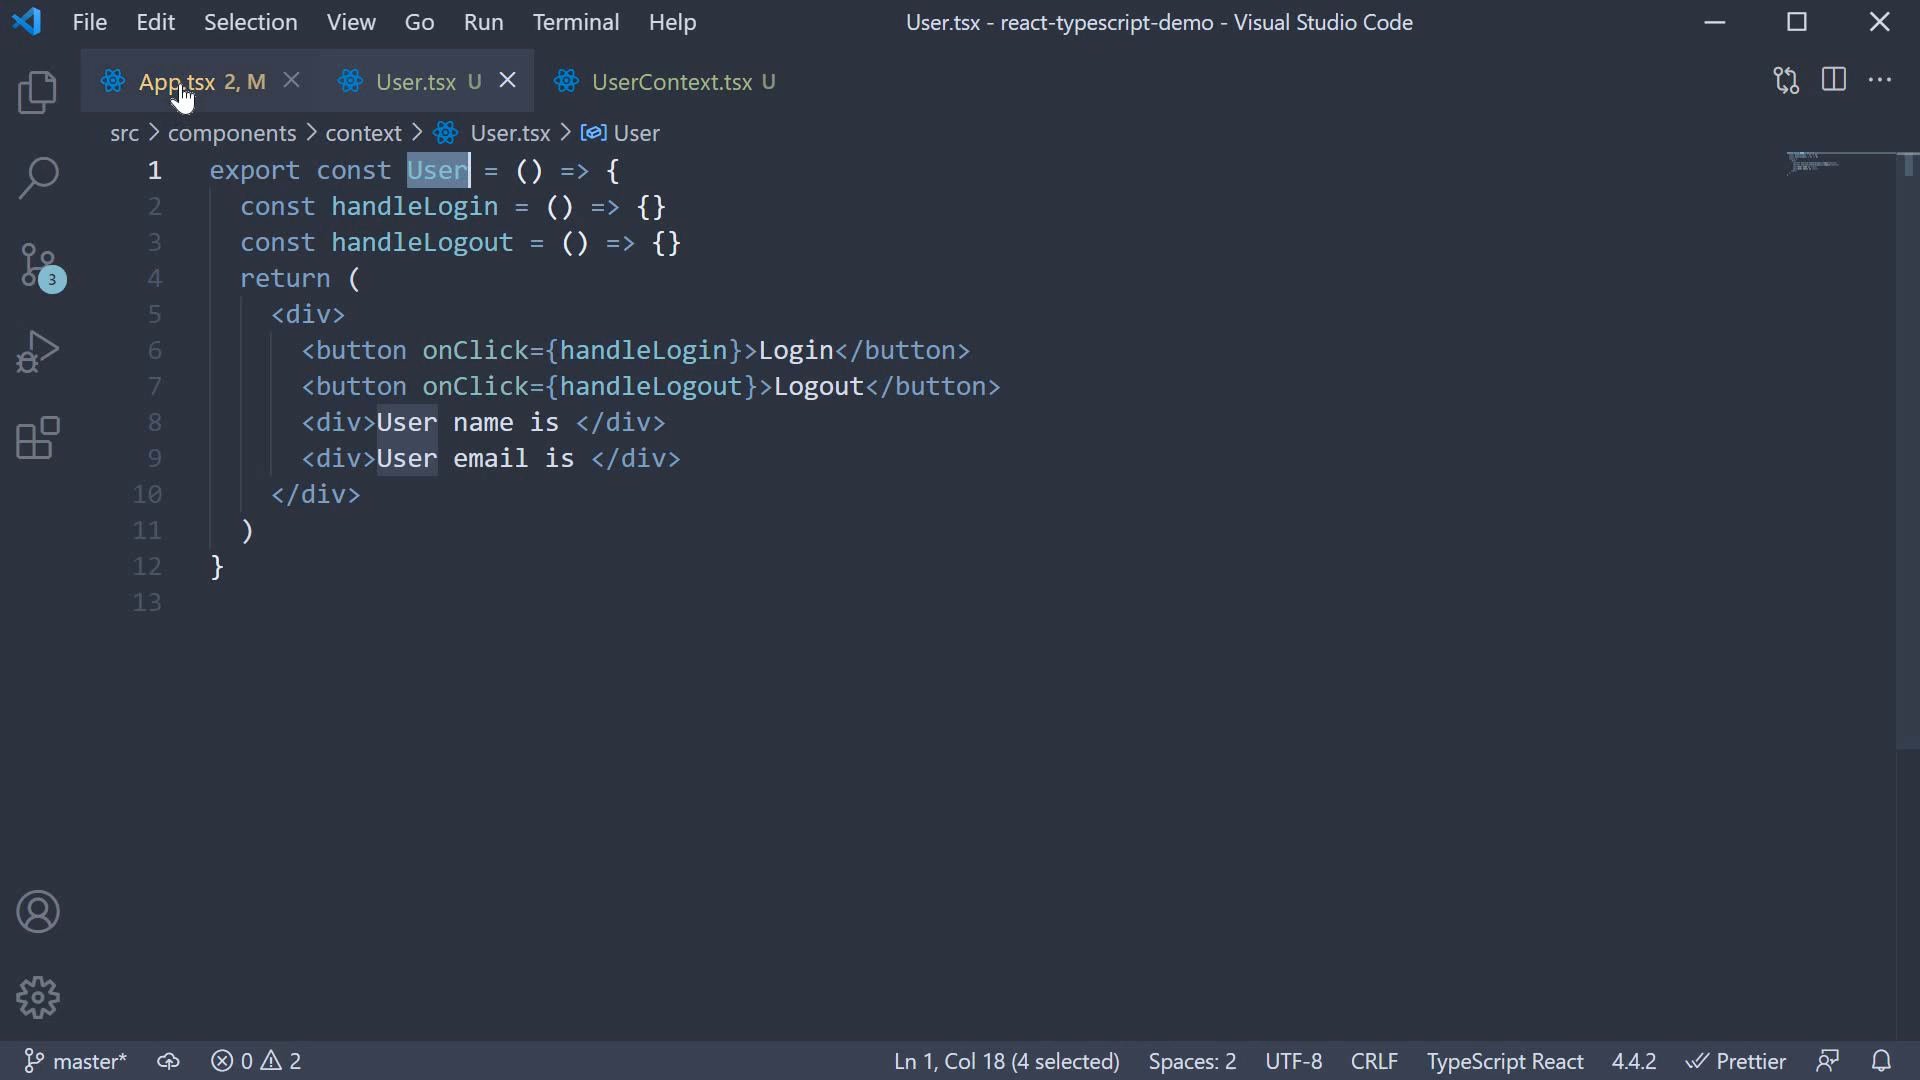 File Edit Selection View Go Run Terminal Help User.tsx - react-typescript-demo - Visual Studio Code
App.tsx 2, M User.tsx U UserContext.tsx U
src > components > context > User.tsx > User
1 export const User = () => {
2 const handleLogin = () => {}
3 const handleLogout = () => {}
4 return (
5 <div>
6 <button onClick={handleLogin}>Login</button>
7 <button onClick={handleLogout}>Logout</button>
8 <div>User name is </div>
9 <div>User email is </div>
10 </div>
11 )
12 }
13
3
master* 0 2 Ln 1, Col 18 (4 selected) Spaces: 2 UTF-8 CRLF TypeScript React 4.4.2 Prettier